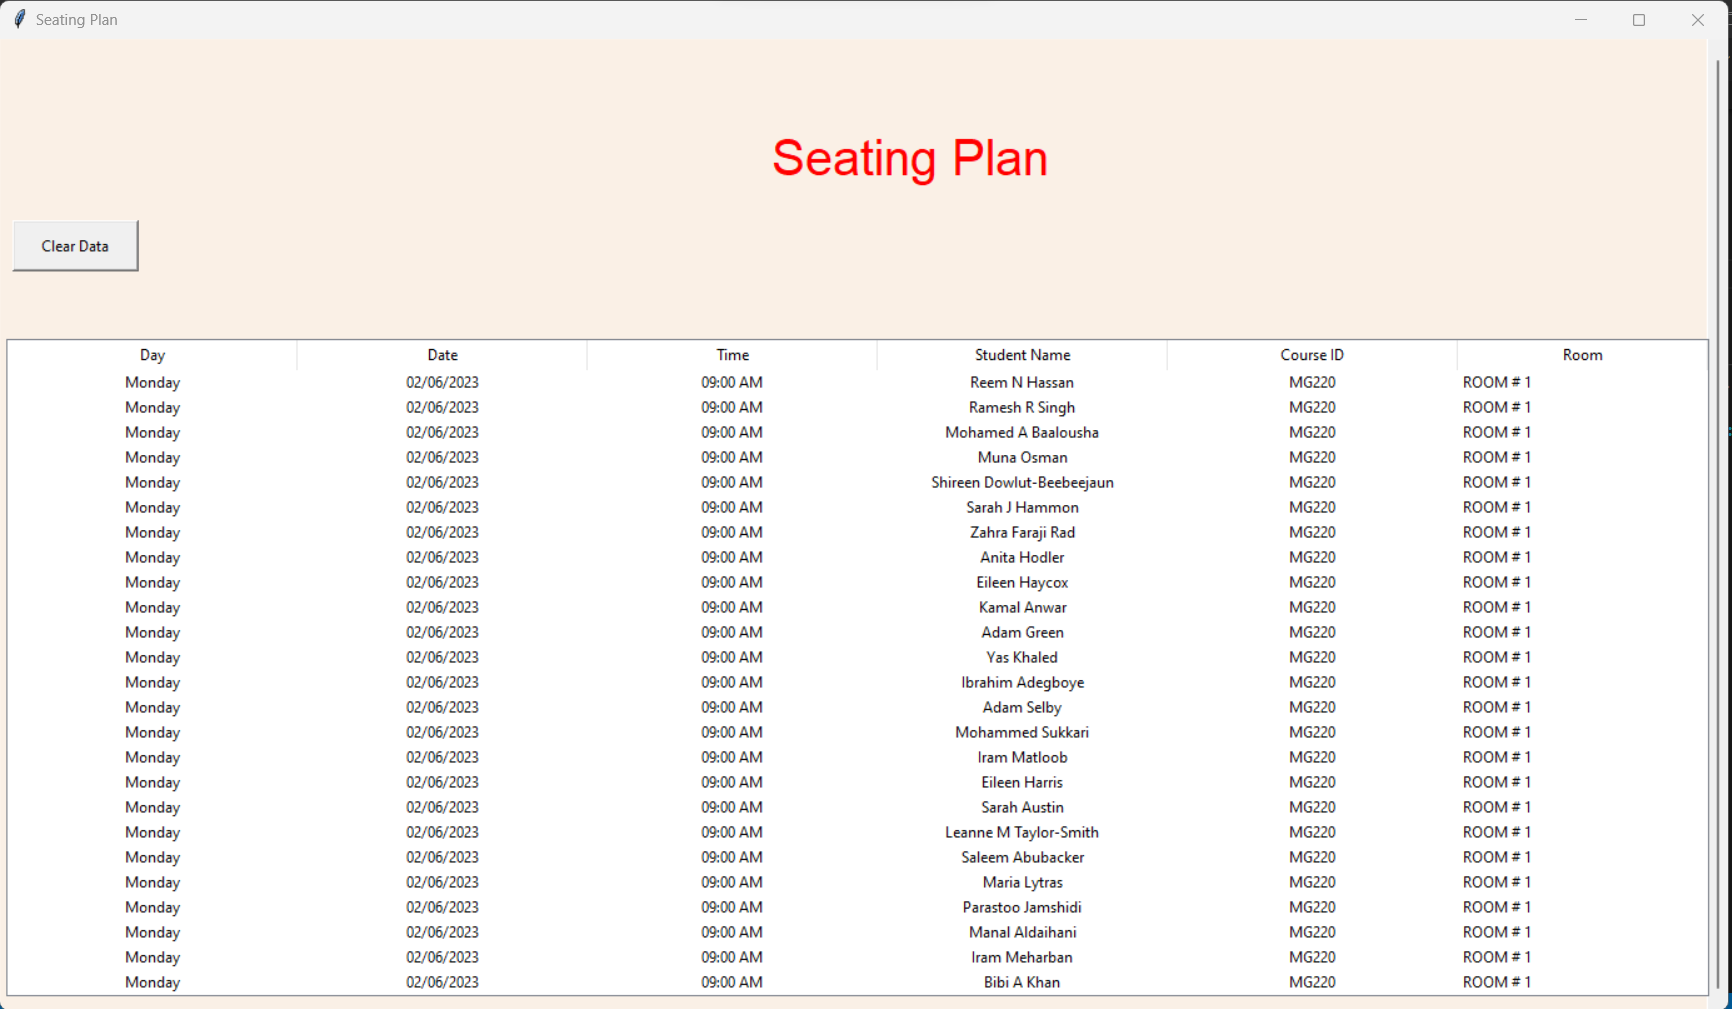 Seating Plan
Seating Plan
Clear Data
Day Date Time Student Name Course ID Room
Monday 02/06/2023 09:00 AM Reem N Hassan MG220 ROOM # 1
Monday 02/06/2023 09:00 AM Ramesh R Singh MG220 ROOM # 1
Monday 02/06/2023 09:00 AM Mohamed A Baalousha MG220 ROOM # 1
Monday 02/06/2023 09:00 AM Muna Osman MG220 ROOM # 1
Monday 02/06/2023 09:00 AM Shireen Dowlut-Beebeejaun MG220 ROOM # 1
Monday 02/06/2023 09:00 AM Sarah J Hammon MG220 ROOM # 1
Monday 02/06/2023 09:00 AM Zahra Faraji Rad MG220 ROOM # 1
Monday 02/06/2023 09:00 AM Anita Hodler MG220 ROOM # 1
Monday 02/06/2023 09:00 AM Eileen Haycox MG220 ROOM # 1
Monday 02/06/2023 09:00 AM Kamal Anwar MG220 ROOM # 1
Monday 02/06/2023 09:00 AM Adam Green MG220 ROOM # 1
Monday 02/06/2023 09:00 AM Yas Khaled MG220 ROOM # 1
Monday 02/06/2023 09:00 AM Ibrahim Adegboye MG220 ROOM # 1
Monday 02/06/2023 09:00 AM Adam Selby MG220 ROOM # 1
Monday 02/06/2023 09:00 AM Mohammed Sukkari MG220 ROOM # 1
Monday 02/06/2023 09:00 AM Iram Matloob MG220 ROOM # 1
Monday 02/06/2023 09:00 AM Eileen Harris MG220 ROOM # 1
Monday 02/06/2023 09:00 AM Sarah Austin MG220 ROOM # 1
Monday 02/06/2023 09:00 AM Leanne M Taylor-Smith MG220 ROOM # 1
Monday 02/06/2023 09:00 AM Saleem Abubacker MG220 ROOM # 1
Monday 02/06/2023 09:00 AM Maria Lytras MG220 ROOM # 1
Monday 02/06/2023 09:00 AM Parastoo Jamshidi MG220 ROOM # 1
Monday 02/06/2023 09:00 AM Manal Aldaihani MG220 ROOM # 1
Monday 02/06/2023 09:00 AM Iram Meharban MG220 ROOM # 1
Monday 02/06/2023 09:00 AM Bibi A Khan MG220 ROOM # 1